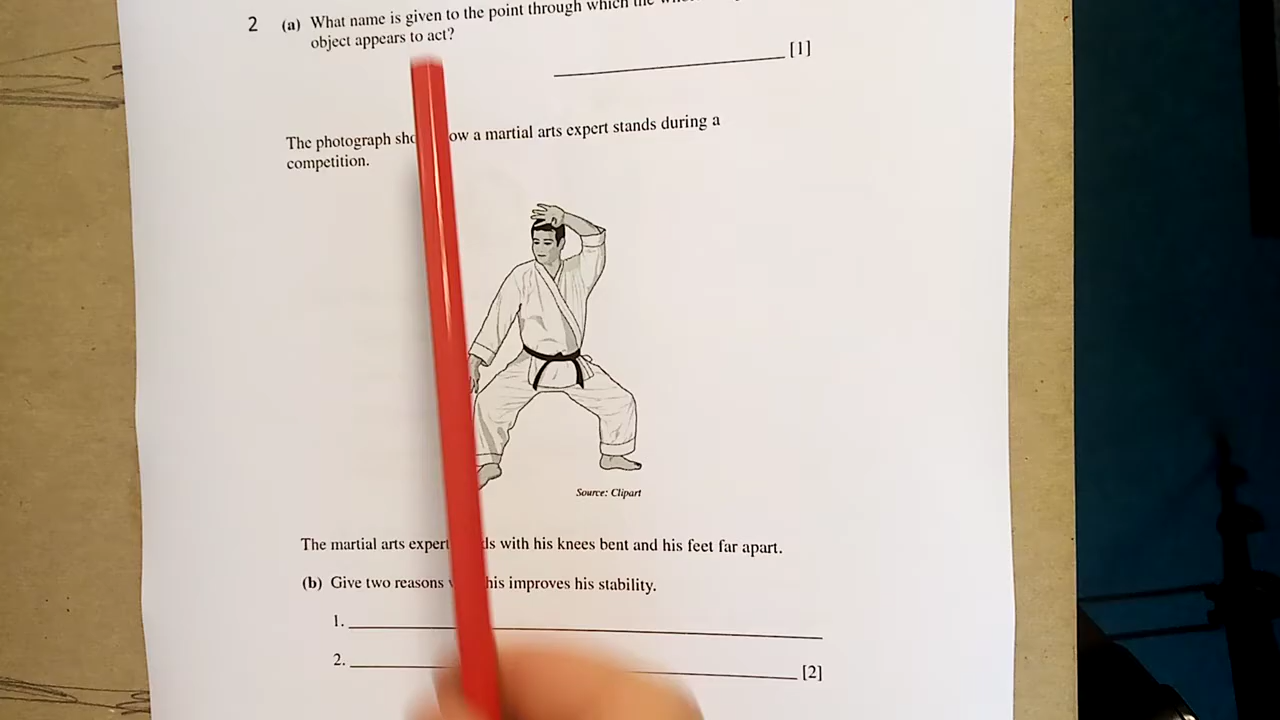 2 (a) What name is given to the point through which the
object appears to act?
[1]
The photograph ow a martial arts expert stands during a
competition.
Source: Clipart
The martial arts expert with his knees bent and his feet far apart.
(b) Give two reasons his improves his stability.
1.
2. [2]